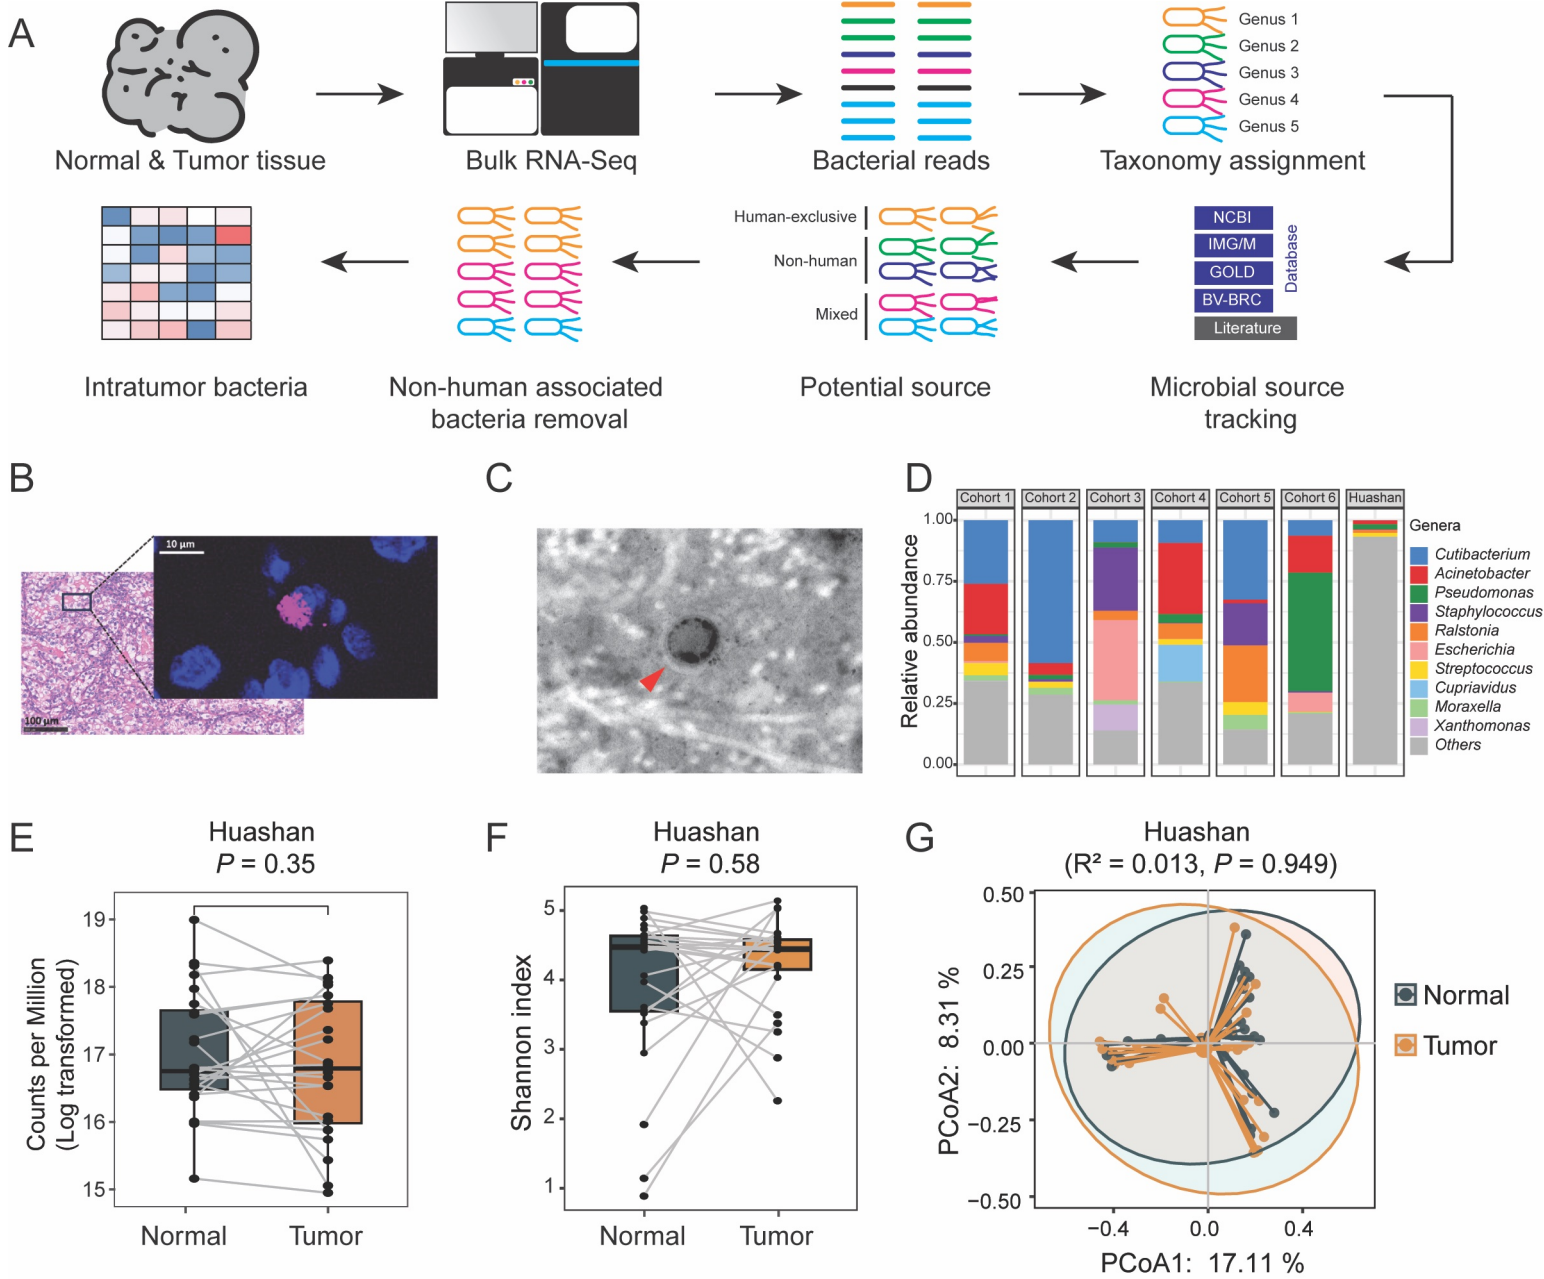 A
Genus 1
Genus 2
Genus 3
Genus 4
Genus 5
Normal & Tumor tissue
Bulk RNA-Seq
Bacterial reads
Taxonomy assignment
Human-exclusive
Non-human
Mixed
NCBI
IMG/M
GOLD
BV-BRC
Literature
Database
Intratumor bacteria
Non-human associated
bacteria removal
Potential source
Microbial source
tracking
B
10 µm
100 µm
C
D
Cohort 1
Cohort 2
Cohort 3
Cohort 4
Cohort 5
Cohort 6
Huashan
Relative abundance
1.00
0.75
0.50
0.25
0.00
Genera
Cutibacterium
Acinetobacter
Pseudomonas
Staphylococcus
Ralstonia
Escherichia
Streptococcus
Cupriavidus
Moraxella
Xanthomonas
Others
E
Huashan
P = 0.35
Counts per Million
(Log transformed)
19
18
17
16
15
Normal
Tumor
F
Huashan
P = 0.58
Shannon index
5
4
3
2
1
Normal
Tumor
G
Huashan
(R² = 0.013, P = 0.949)
PCoA2: 8.31 %
0.50
0.25
0.00
−0.25
−0.50
−0.4
0.0
0.4
PCoA1: 17.11 %
Normal
Tumor